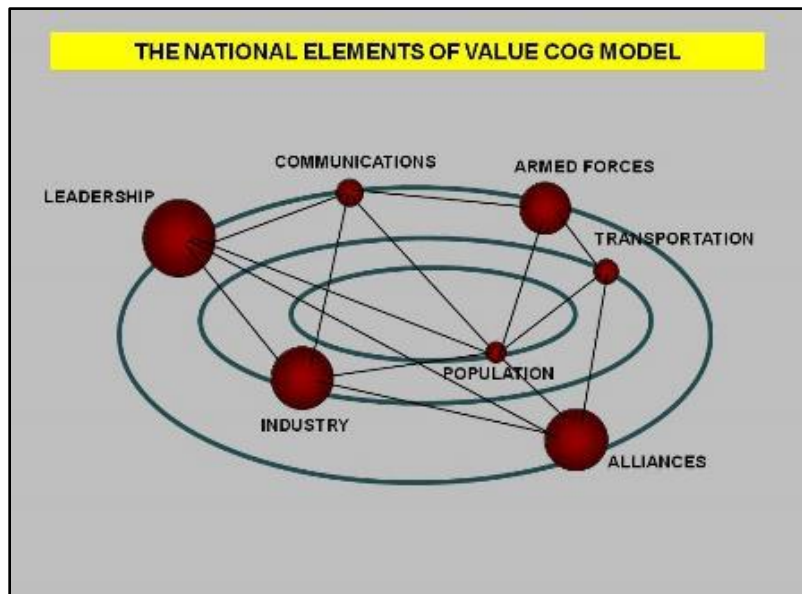 THE NATIONAL ELEMENTS OF VALUE COG MODEL
COMMUNICATIONS
ARMED FORCES
LEADERSHIP
TRANSPORTATION
POPULATION
INDUSTRY
ALLIANCES